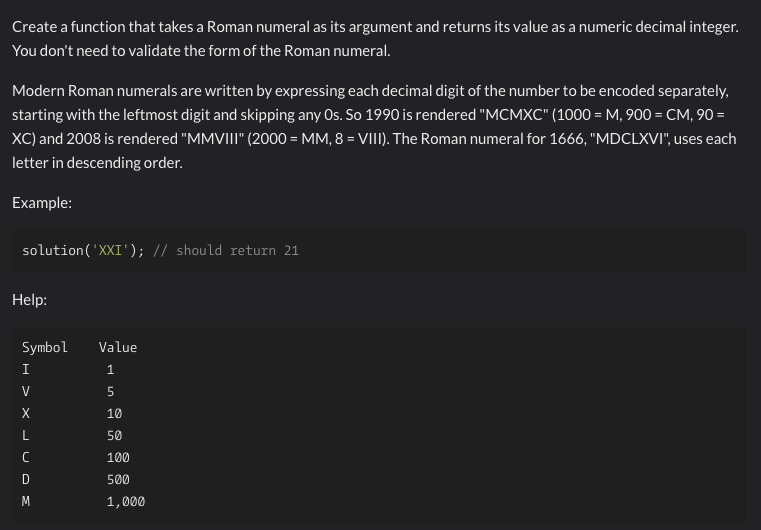 Create a function that takes a Roman numeral as its argument and returns its value as a numeric decimal integer.
You don't need to validate the form of the Roman numeral.
Modern Roman numerals are written by expressing each decimal digit of the number to be encoded separately,
starting with the leftmost digit and skipping any 0s. So 1990 is rendered "MCMXC" (1000 = M, 900 = CM, 90 =
XC) and 2008 is rendered "MMVIII" (2000 = MM, 8 = VIII). The Roman numeral for 1666, "MDCLXVI", uses each
letter in descending order.
Example:
solution('XXI'); // should return 21
Help:
Symbol Value
I 1
V 5
X 10
L 50
C 100
D 500
M 1,000